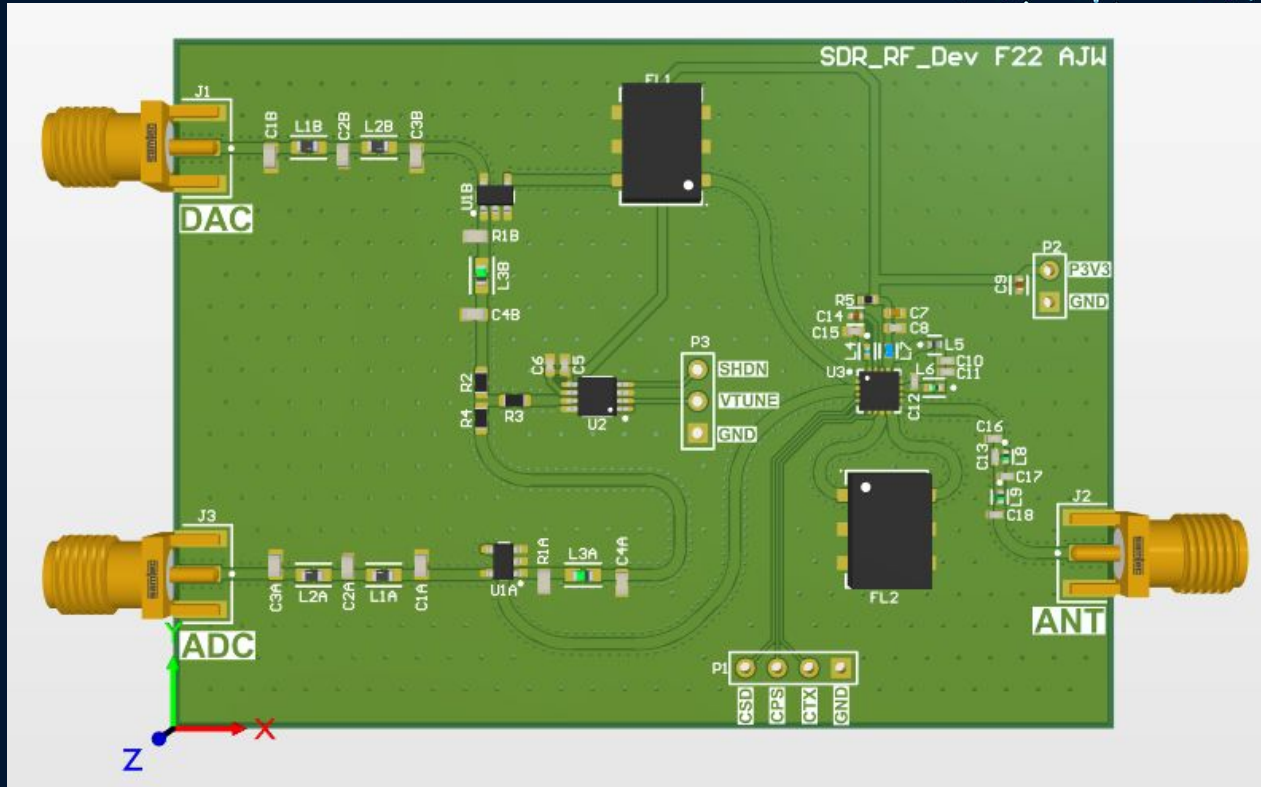 SDR_RF_Dev F22 AJW
J1
FL1
C1B
L1B
C2B
L2B
C3B
DAC
U1B
R1B
L3B
C4B
P2
P3V3
GND
C9
R5
C14
C15
C7
C8
L4
L7
L5
C10
C11
L6
U3
C12
P3
SHDN
VTUNE
GND
C6
C5
R2
R4
R3
U2
C16
C13
L8
C17
L9
C18
J2
ANT
J3
C3A
L2A
C2A
L1A
C1A
U1A
R1A
L3A
C4A
FL2
ADC
P1
CSD
CPS
CTX
GND
Y
X
Z